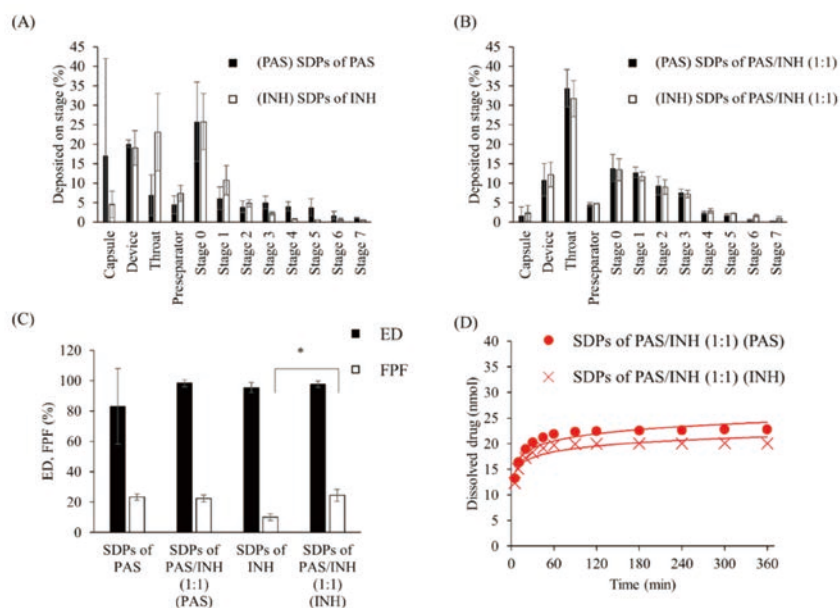 (A)
Deposited on stage (%)
45
40
35
30
25
20
15
10
5
0
(PAS) SDPs of PAS
(INH) SDPs of INH
Capsule
Device
Throat
Preseparator
Stage 0
Stage 1
Stage 2
Stage 3
Stage 4
Stage 5
Stage 6
Stage 7
(B)
Deposited on stage (%)
45
40
35
30
25
20
15
10
5
0
(PAS) SDPs of PAS/INH (1:1)
(INH) SDPs of PAS/INH (1:1)
Capsule
Device
Throat
Preseparator
Stage 0
Stage 1
Stage 2
Stage 3
Stage 4
Stage 5
Stage 6
Stage 7
(C)
ED
FPF
*
ED, FPF (%)
120
100
80
60
40
20
0
SDPs of
PAS
SDPs of
PAS/INH
(1:1)
(PAS)
SDPs of
INH
SDPs of
PAS/INH
(1:1)
(INH)
(D)
SDPs of PAS/INH (1:1) (PAS)
SDPs of PAS/INH (1:1) (INH)
Dissolved drug (nmol)
40
35
30
25
20
15
10
5
0
0 60 120 180 240 300 360
Time (min)